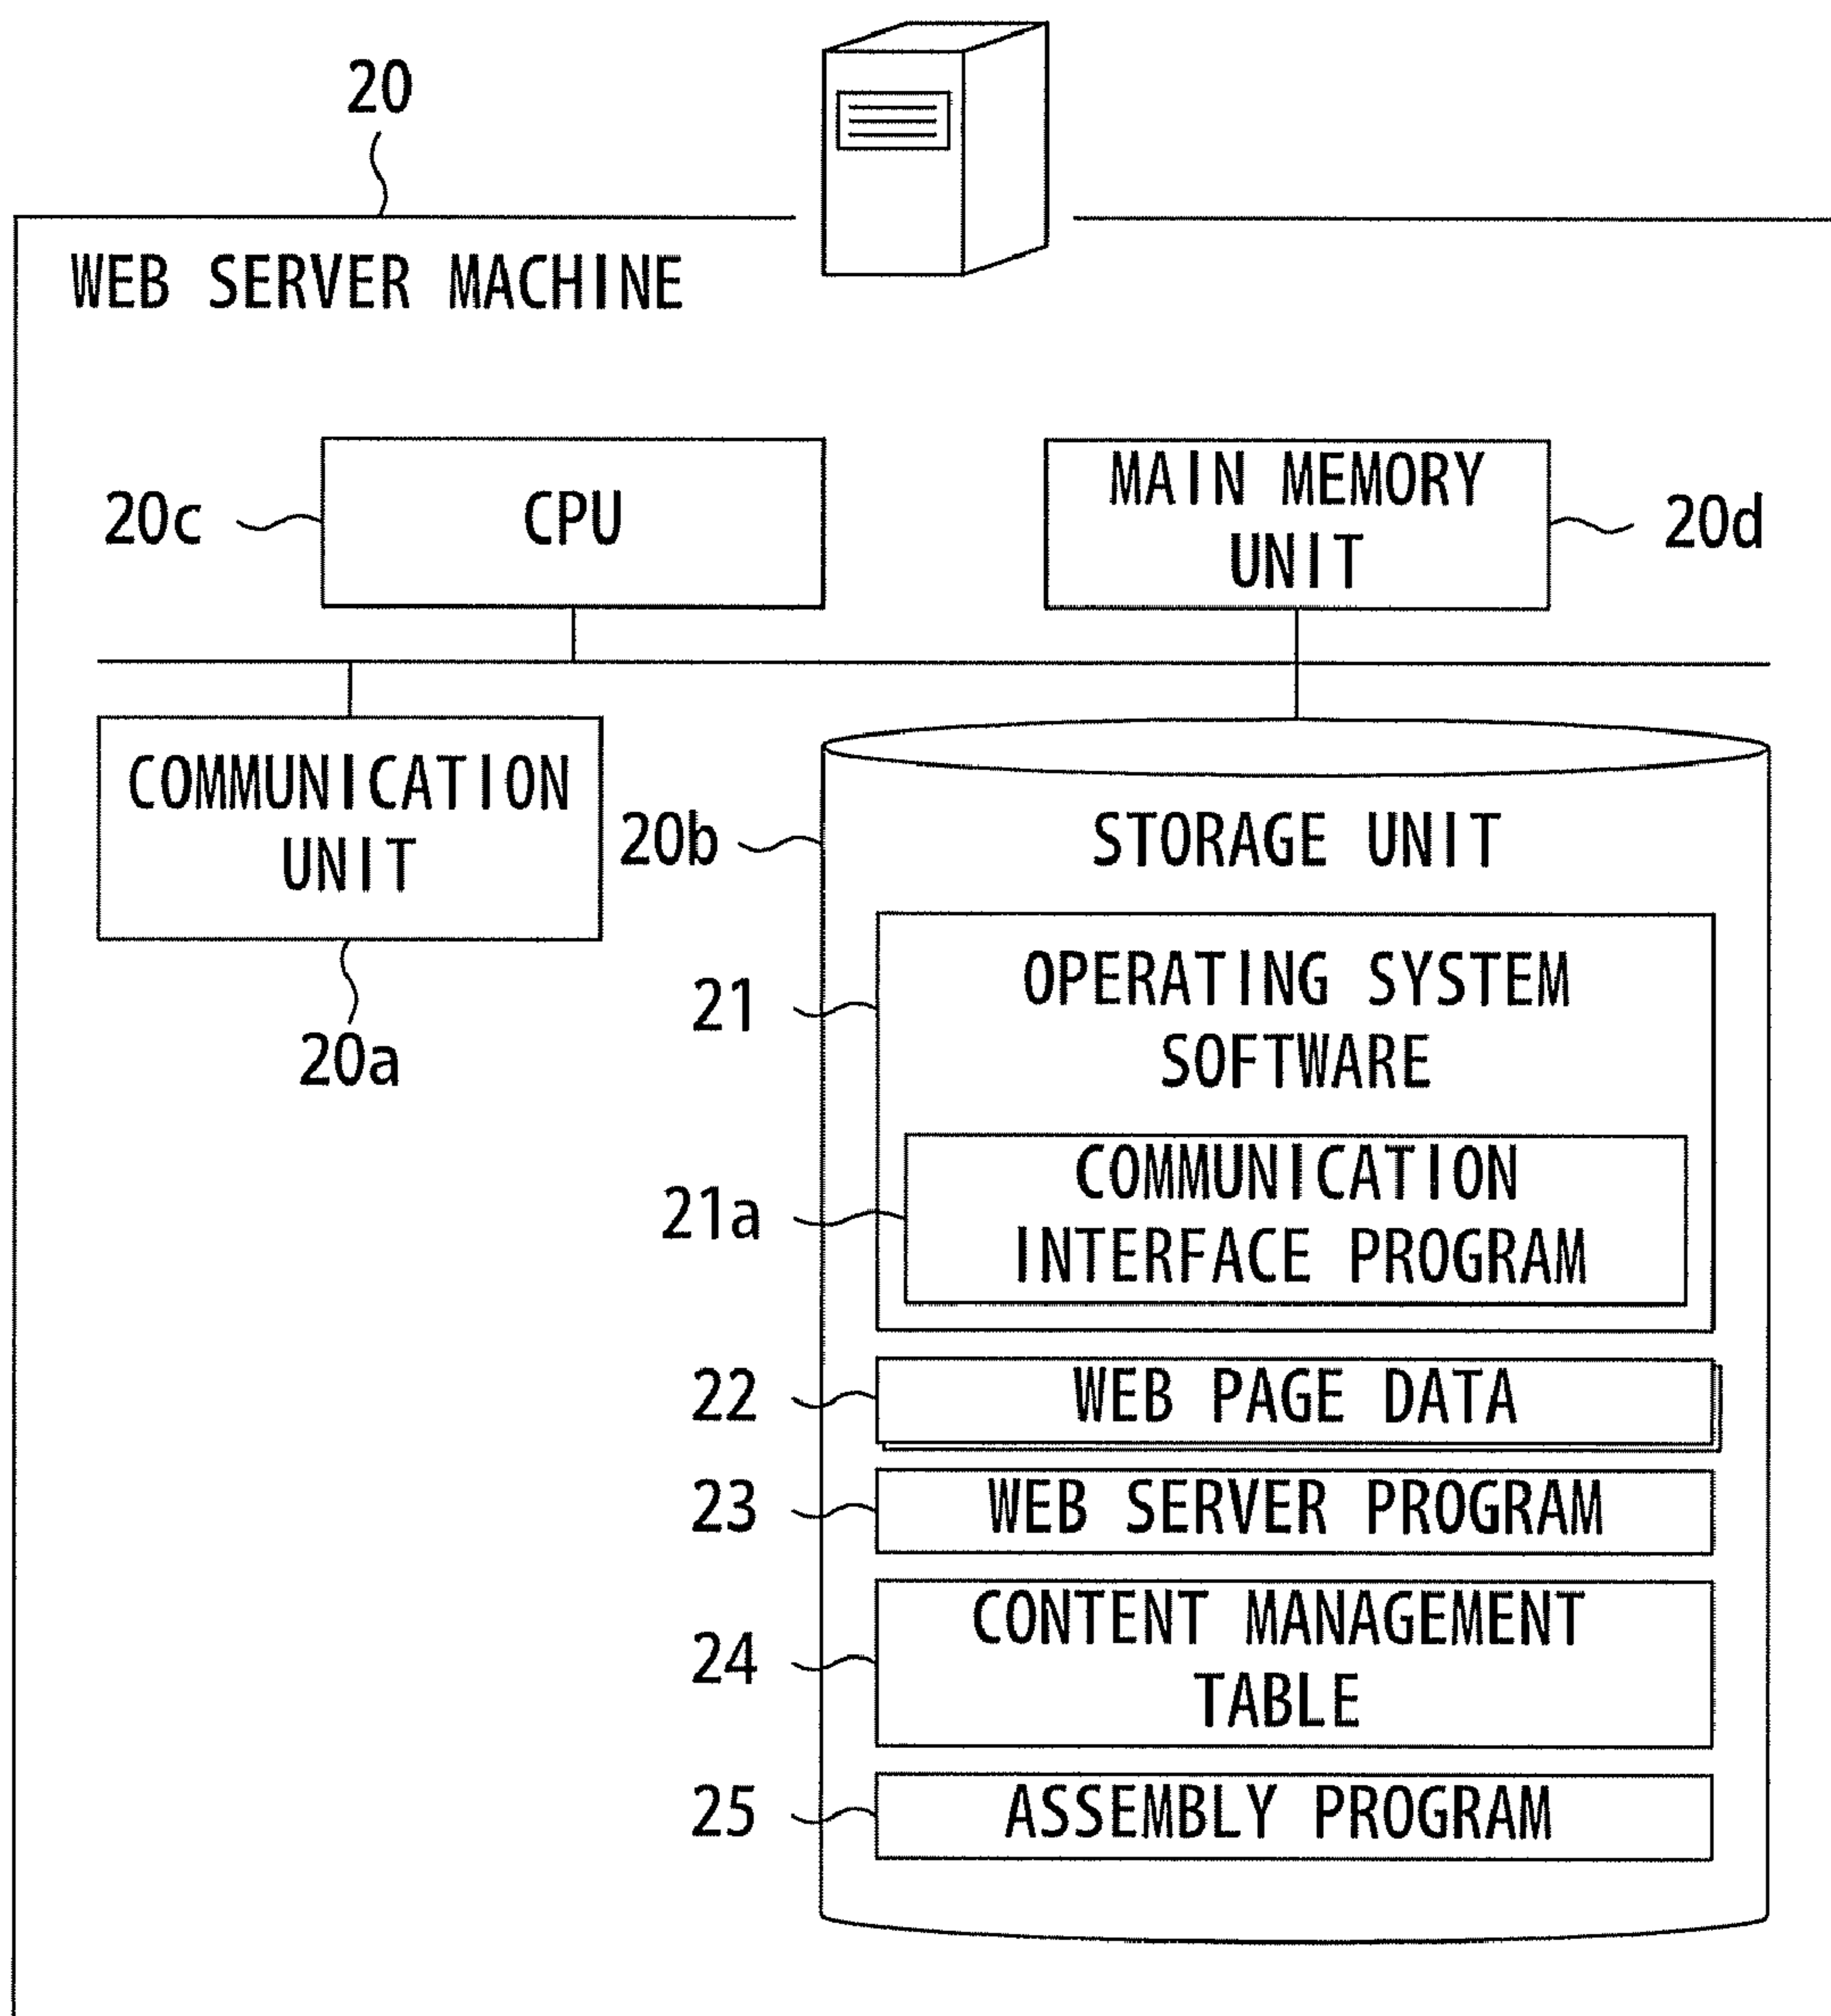 20
WEB SERVER MACHINE
20c
CPU
MAIN MEMORY
UNIT
20d
COMMUNICATION
UNIT
20a
20b
STORAGE UNIT
21
OPERATING SYSTEM
SOFTWARE
21a
COMMUNICATION
INTERFACE PROGRAM
22
WEB PAGE DATA
23
WEB SERVER PROGRAM
24
CONTENT MANAGEMENT
TABLE
25
ASSEMBLY PROGRAM